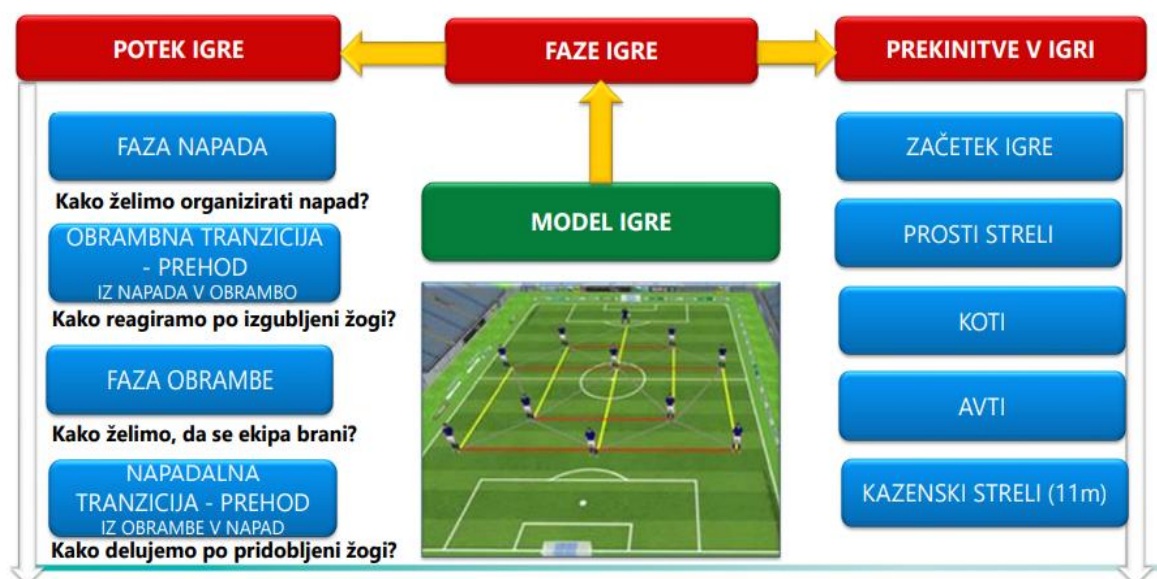 POTEK IGRE
FAZE IGRE
PREKINITVE V IGRI
FAZA NAPADA
Kako želimo organizirati napad?
OBRAMBNA TRANZICIJA
- PREHOD
IZ NAPADA V OBRAMBO
Kako reagiramo po izgubljeni žogi?
FAZA OBRAMBE
Kako želimo, da se ekipa brani?
NAPADALNA
TRANZICIJA - PREHOD
IZ OBRAMBE V NAPAD
Kako delujemo po pridobljeni žogi?
MODEL IGRE
ZAČETEK IGRE
PROSTI STRELI
KOTI
AVTI
KAZENSKI STRELI (11m)